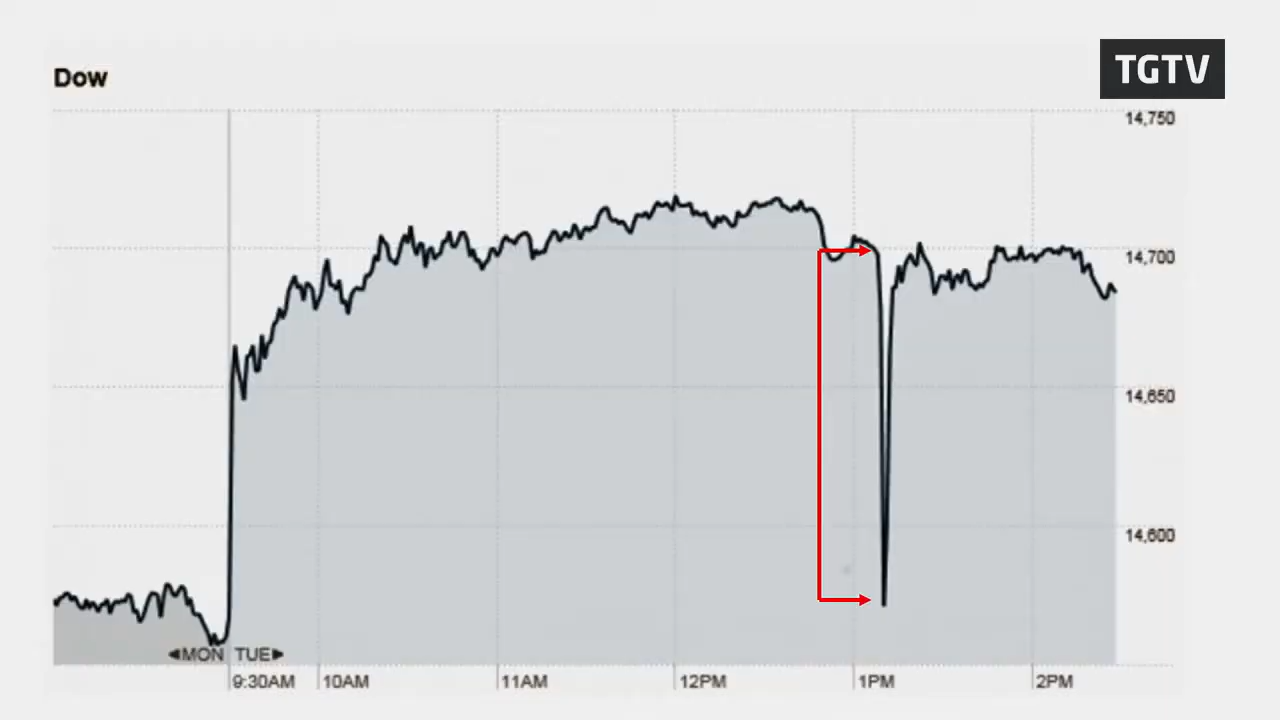 Dow
TGTV
14,750
14,700
14,650
14,600
◄MON TUE►
9:30AM 10AM 11AM 12PM 1PM 2PM